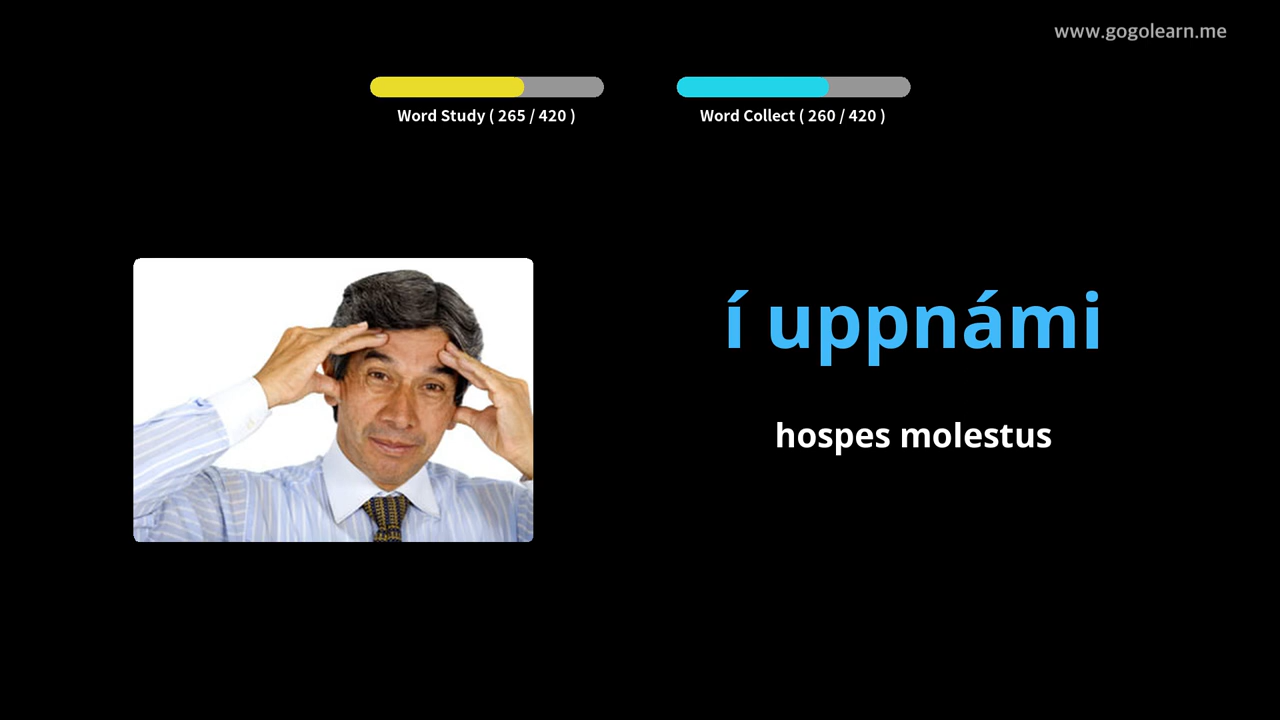 www.gogolearn.me
Word Study ( 265 / 420 )
Word Collect ( 260 / 420 )
í uppnámi
hospes molestus